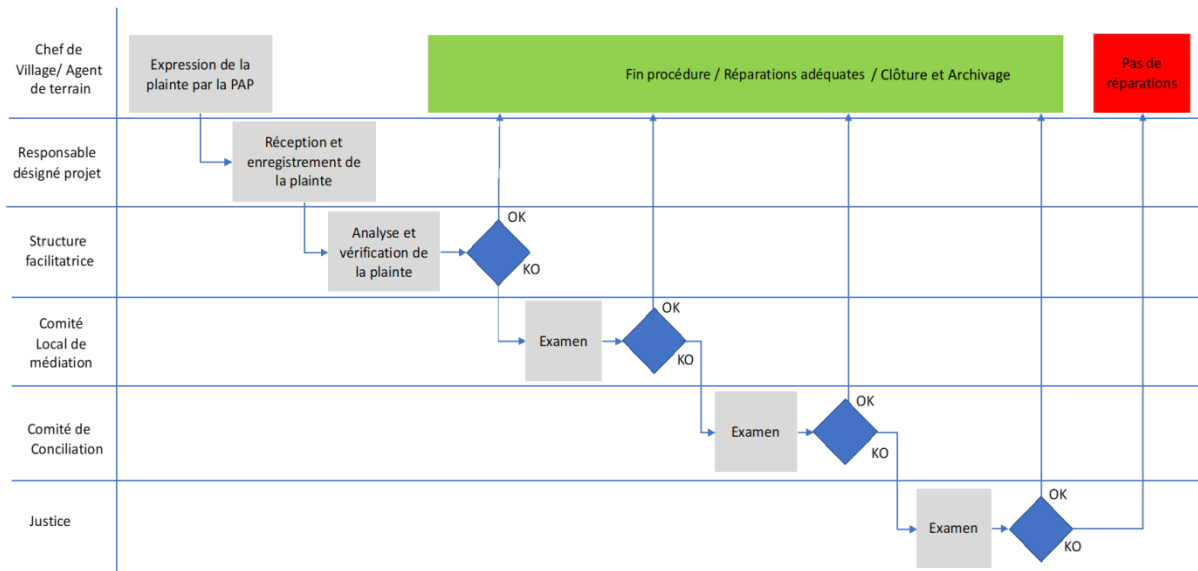 Chef de
Village/ Agent
de terrain
Expression de la
plainte par la PAP
Fin procédure / Réparations adéquates / Clôture et Archivage
Pas de
réparations
Responsable
désigné projet
Réception et
enregistrement de
la plainte
Structure
facilitatrice
Analyse et
vérification de
la plainte
OK
KO
Comité
Local de
médiation
Examen
OK
KO
Comité de
Conciliation
Examen
OK
KO
Justice
Examen
OK
KO